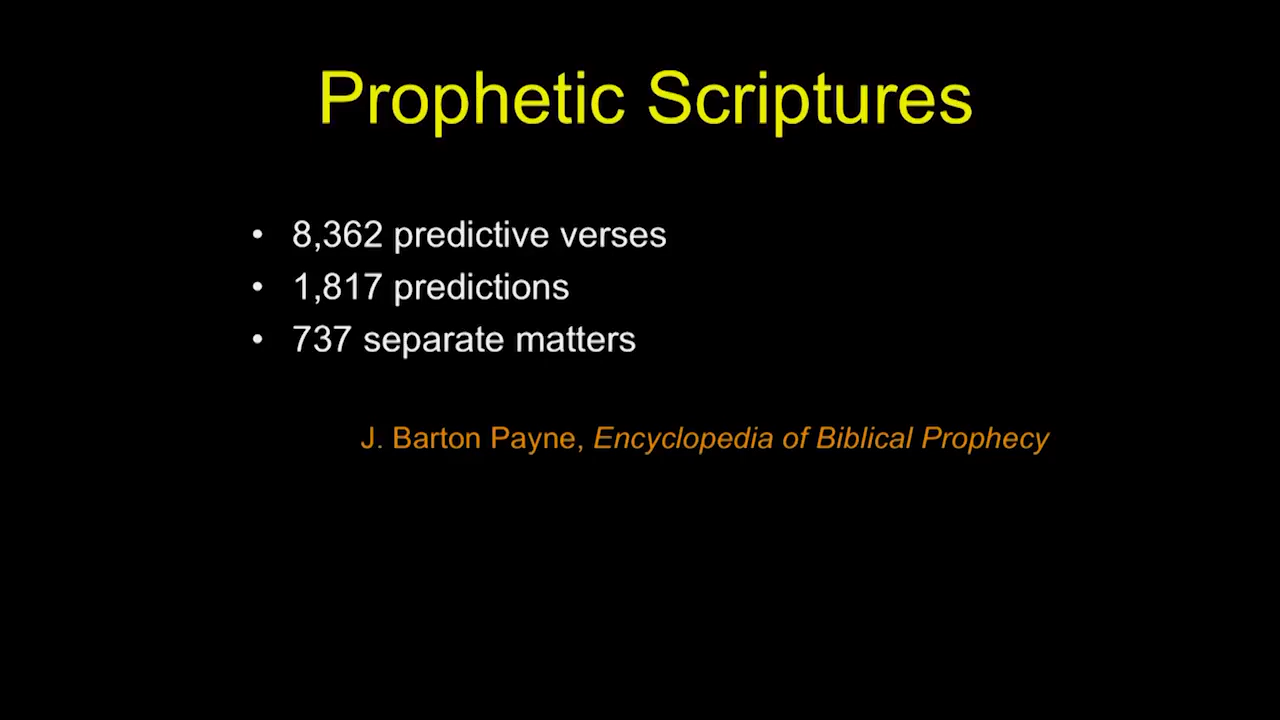 Prophetic Scriptures
• 8,362 predictive verses
• 1,817 predictions
• 737 separate matters
J. Barton Payne, Encyclopedia of Biblical Prophecy